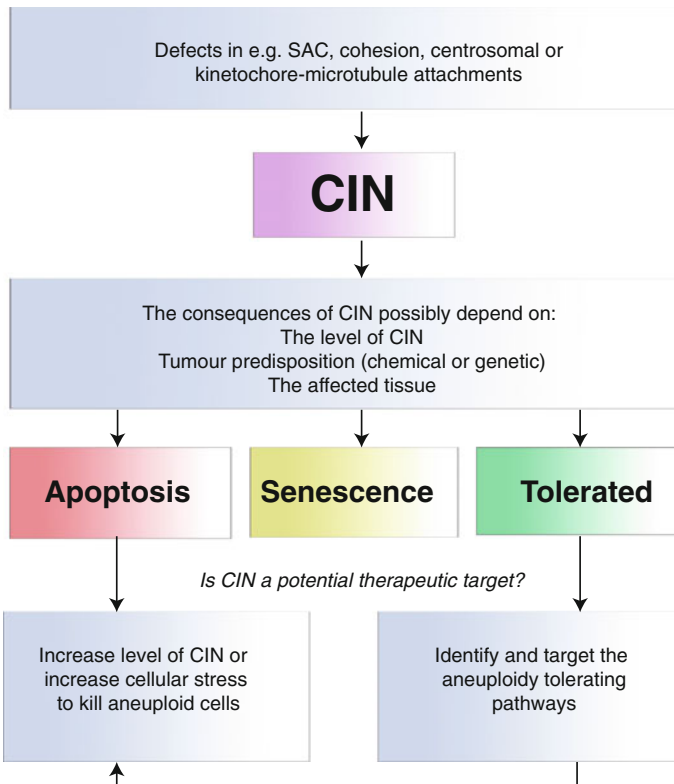 Defects in e.g. SAC, cohesion, centrosomal or
kinetochore-microtubule attachments
CIN
The consequences of CIN possibly depend on:
The level of CIN
Tumour predisposition (chemical or genetic)
The affected tissue
Apoptosis
Senescence
Tolerated
Is CIN a potential therapeutic target?
Increase level of CIN or
increase cellular stress
to kill aneuploid cells
Identify and target the
aneuploidy tolerating
pathways